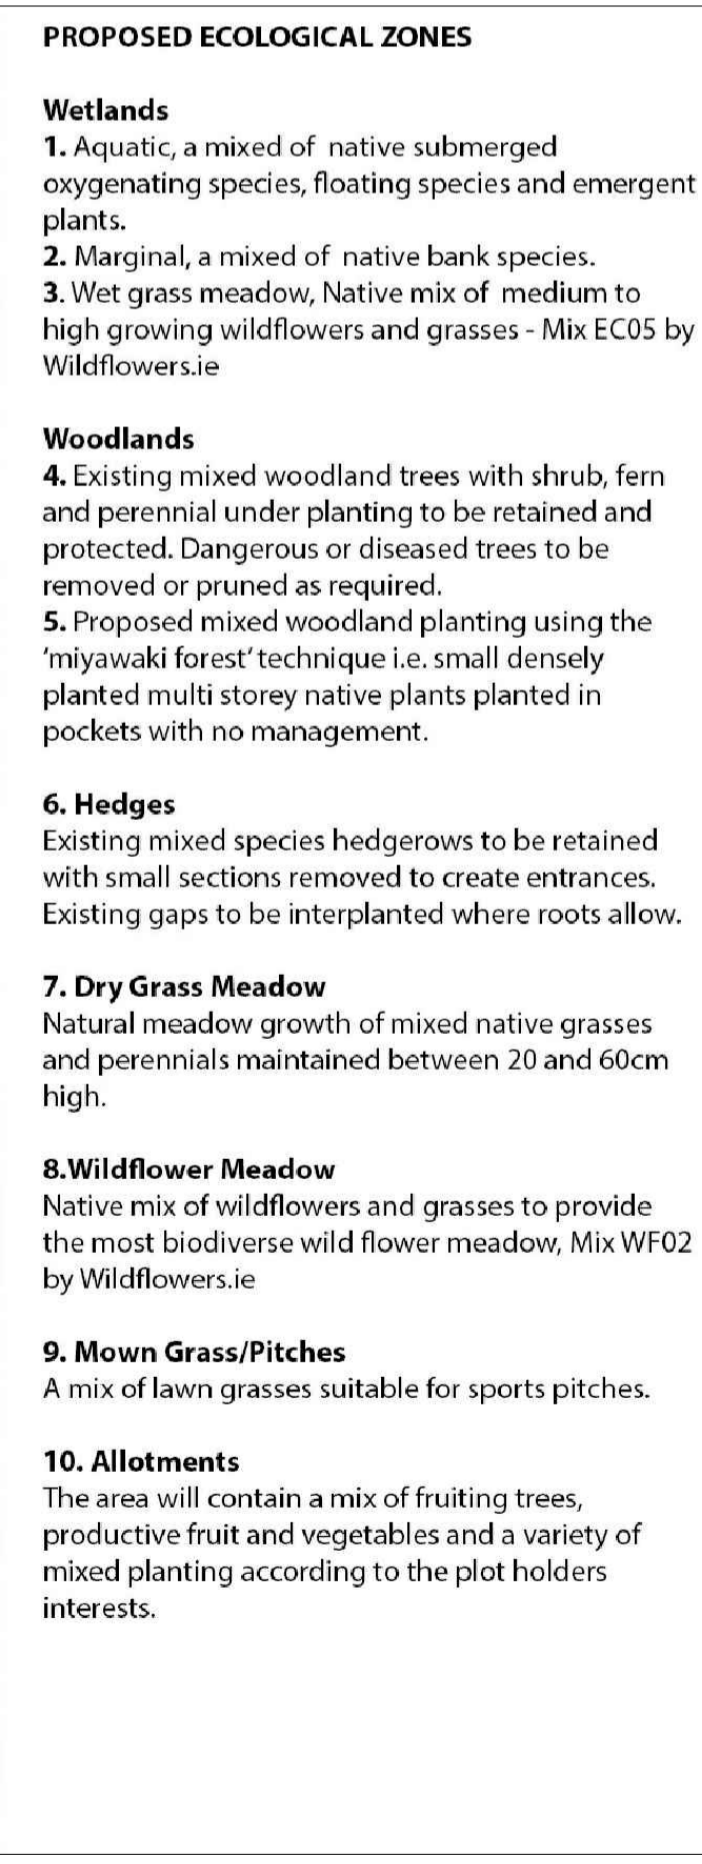 PROPOSED ECOLOGICAL ZONES
Wetlands
1. Aquatic, a mixed of native submerged
oxygenating species, floating species and emergent
plants.
2. Marginal, a mixed of native bank species.
3. Wet grass meadow, Native mix of medium to
high growing wildflowers and grasses - Mix EC05 by
Wildflowers.ie
Woodlands
4. Existing mixed woodland trees with shrub, fern
and perennial under planting to be retained and
protected. Dangerous or diseased trees to be
removed or pruned as required.
5. Proposed mixed woodland planting using the
‘miyawaki forest’ technique i.e. small densely
planted multi storey native plants planted in
pockets with no management.
6. Hedges
Existing mixed species hedgerows to be retained
with small sections removed to create entrances.
Existing gaps to be interplanted where roots allow.
7. Dry Grass Meadow
Natural meadow growth of mixed native grasses
and perennials maintained between 20 and 60cm
high.
8.Wildflower Meadow
Native mix of wildflowers and grasses to provide
the most biodiverse wild flower meadow, Mix WF02
by Wildflowers.ie
9. Mown Grass/Pitches
A mix of lawn grasses suitable for sports pitches.
10. Allotments
The area will contain a mix of fruiting trees,
productive fruit and vegetables and a variety of
mixed planting according to the plot holders
interests.